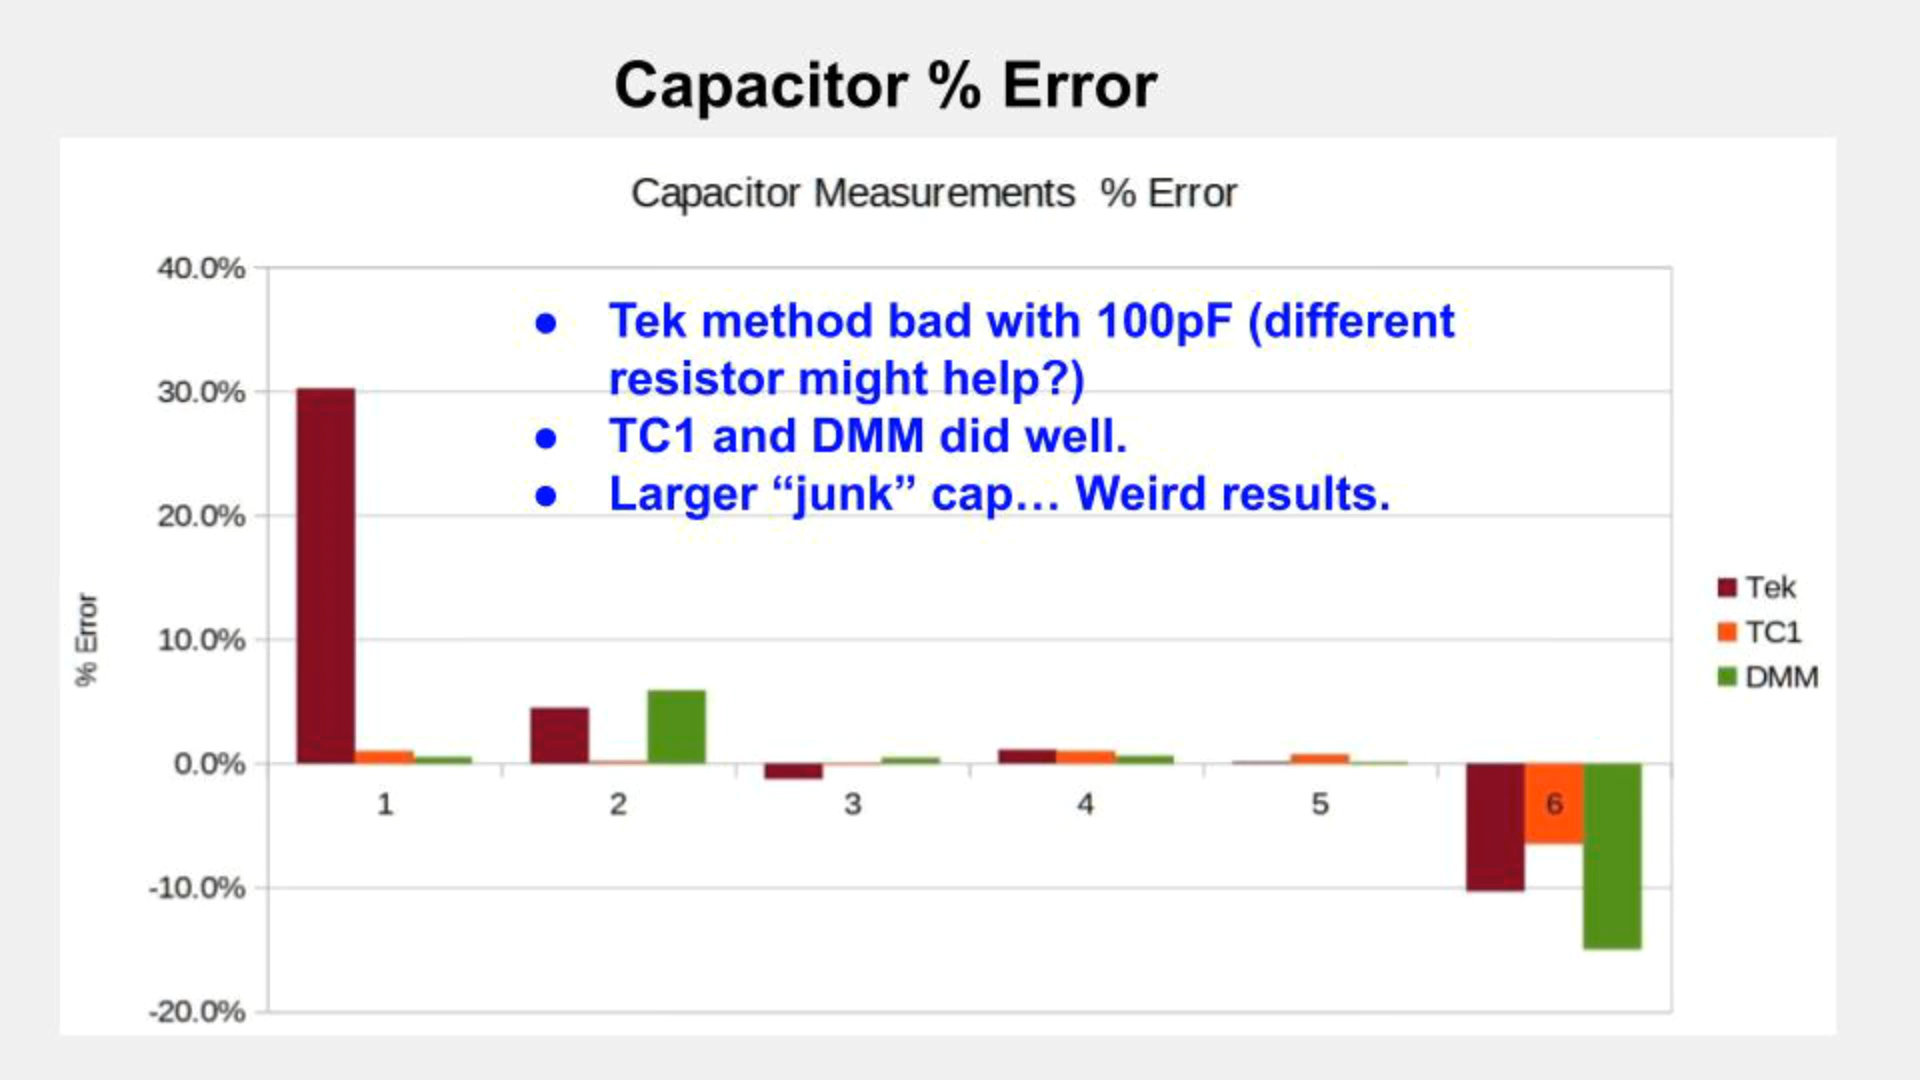 Capacitor % Error
Capacitor Measurements % Error
40.0%
● Tek method bad with 100pF (different
resistor might help?)
30.0%
● TC1 and DMM did well.
● Larger “junk” cap… Weird results.
20.0%
Tek
TC1
DMM
% Error
10.0%
0.0%
1 2 3 4 5 6
-10.0%
-20.0%